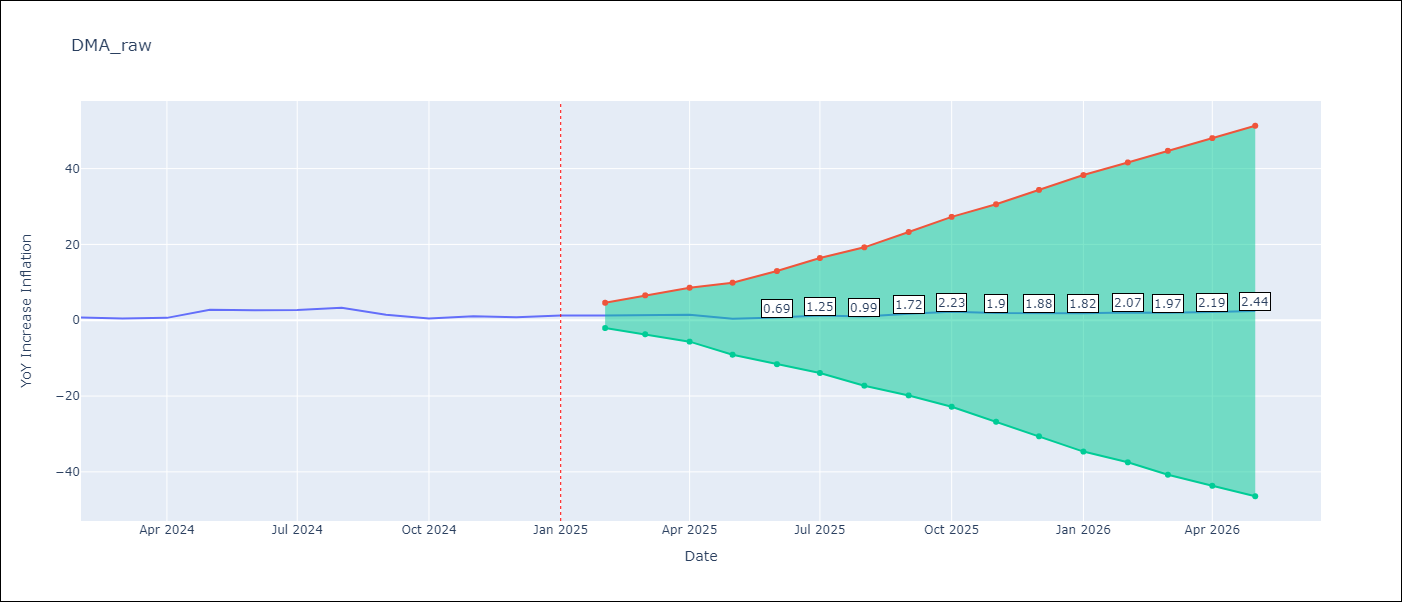 DMA_raw
YoY Increase Inflation
40
20
0
−20
−40
0.69
1.25
0.99
1.72
2.23
1.9
1.88
1.82
2.07
1.97
2.19
2.44
Apr 2024
Jul 2024
Oct 2024
Jan 2025
Apr 2025
Jul 2025
Oct 2025
Jan 2026
Apr 2026
Date